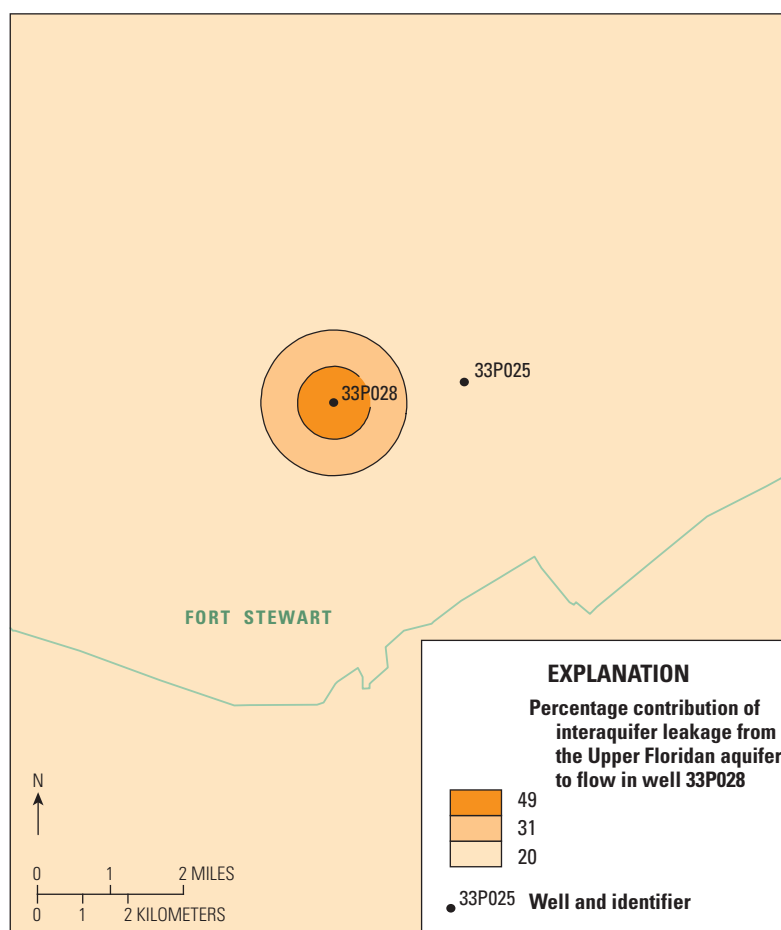 33P025
33P028
FORT STEWART
EXPLANATION
Percentage contribution of
interaquifer leakage from
the Upper Floridan aquifer
to flow in well 33P028
49
31
20
33P025 Well and identifier
N
0 1 2 MILES
0 1 2 KILOMETERS